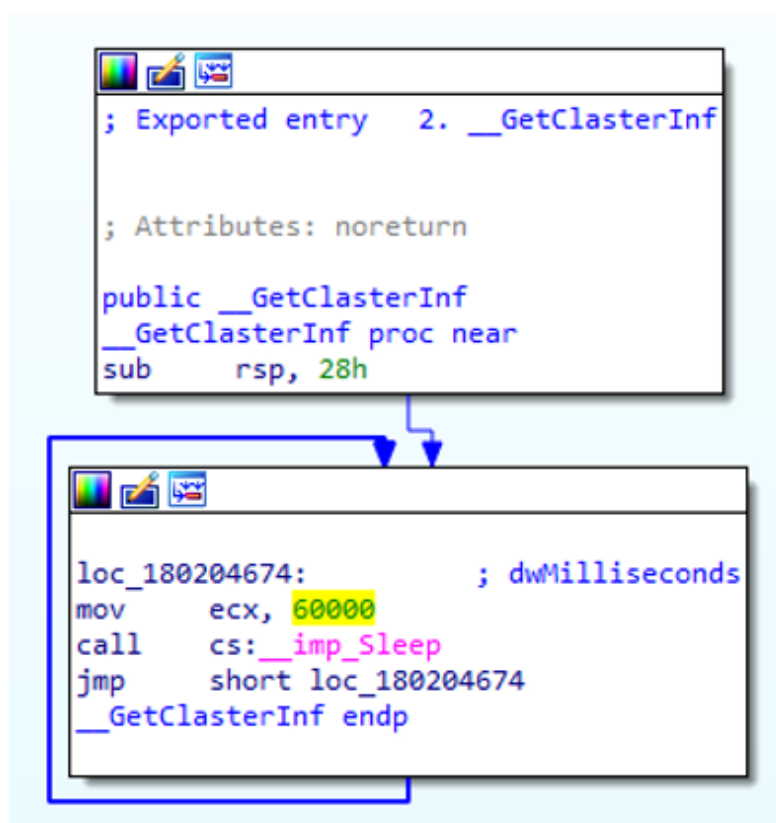 ; Exported entry   2. __GetClasterInf
; Attributes: noreturn
public __GetClasterInf
__GetClasterInf proc near
sub     rsp, 28h
loc_180204674:          ; dwMilliseconds
mov     ecx, 60000
call    cs:__imp_Sleep
jmp     short loc_180204674
__GetClasterInf endp